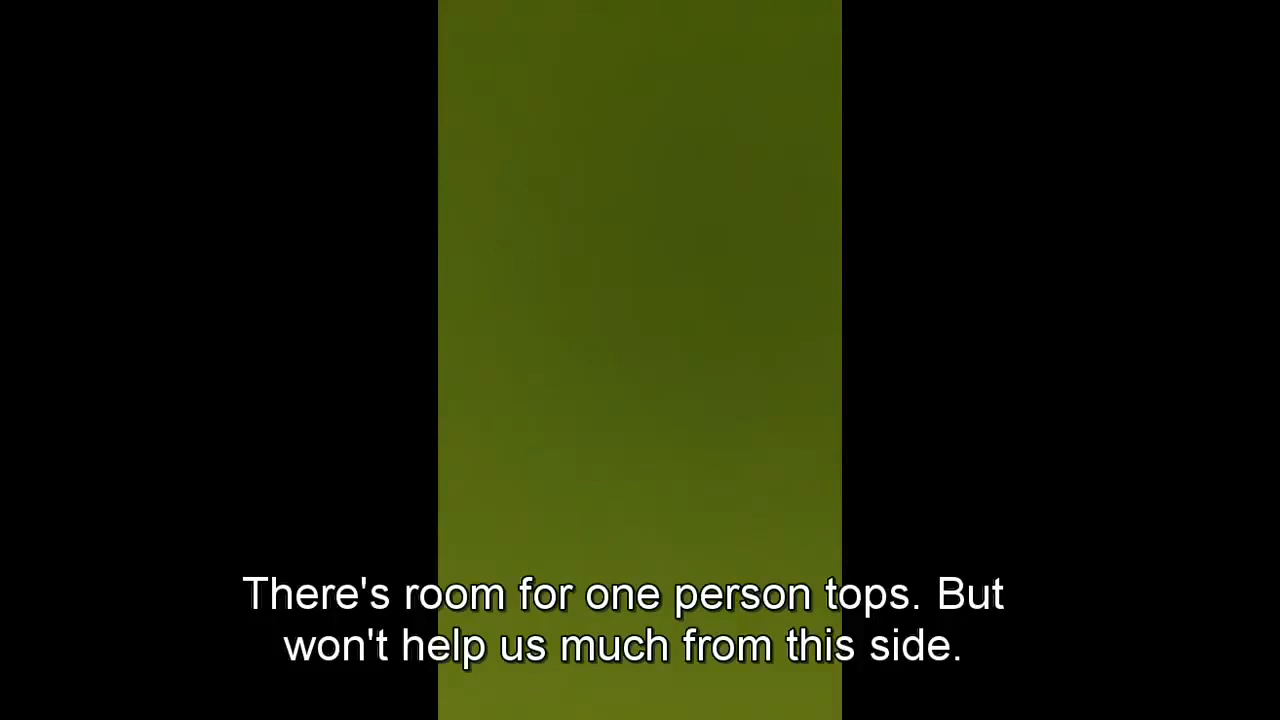 There's room for one person tops. But
won't help us much from this side.